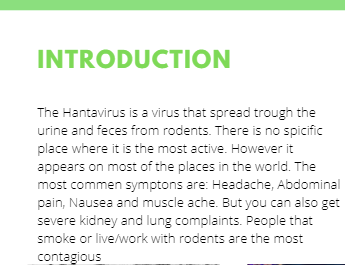 INTRODUCTION
The Hantavirus is a virus that spread trough the
urine and feces from rodents. There is no spicific
place where it is the most active. However it
appears on most of the places in the world. The
most commen symptons are: Headache, Abdominal
pain, Nausea and muscle ache. But you can also get
severe kidney and lung complaints. People that
smoke or live/work with rodents are the most
contagious